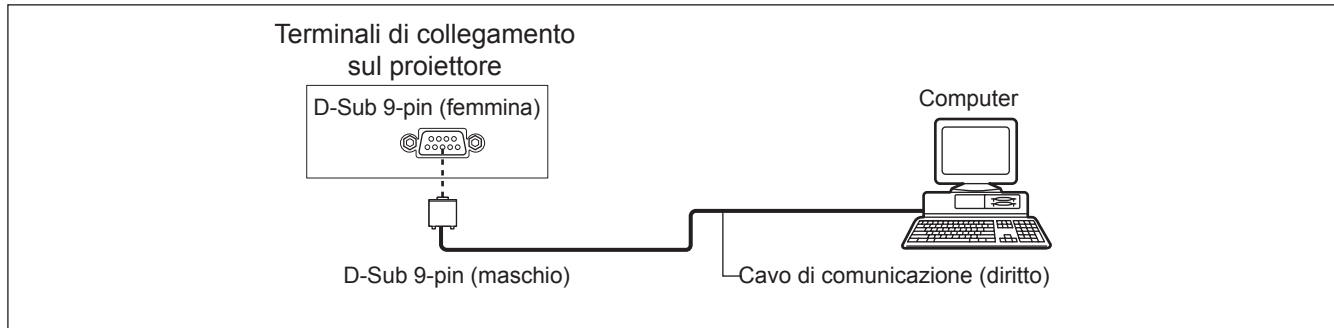 Terminali di collegamento
sul proiettore
D-Sub 9-pin (femmina)
Computer
D-Sub 9-pin (maschio)
Cavo di comunicazione (diritto)